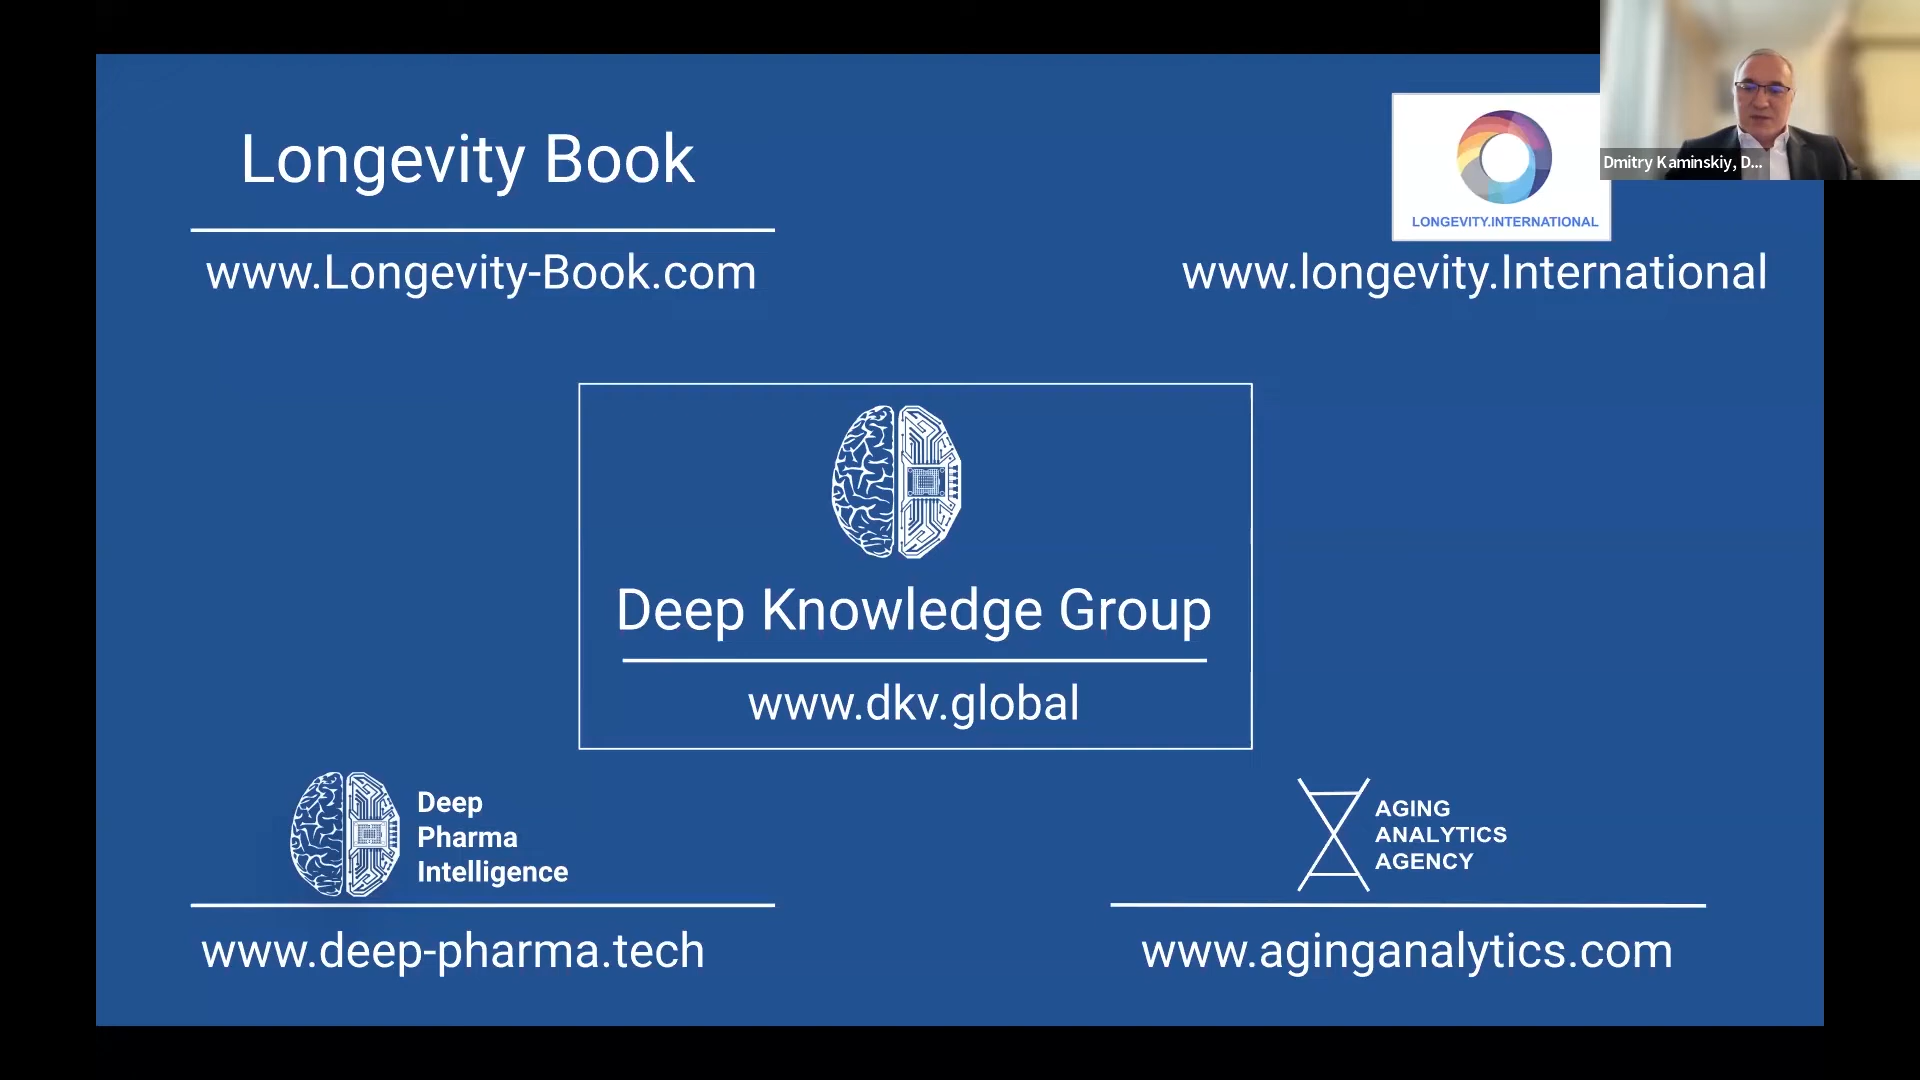 Longevity Book
www.Longevity-Book.com
LONGEVITY.INTERNATIONAL
www.longevity.International
Dmitry Kaminskiy, D...
Deep Knowledge Group
www.dkv.global
Deep
Pharma
Intelligence
www.deep-pharma.tech
AGING
ANALYTICS
AGENCY
www.aginganalytics.com